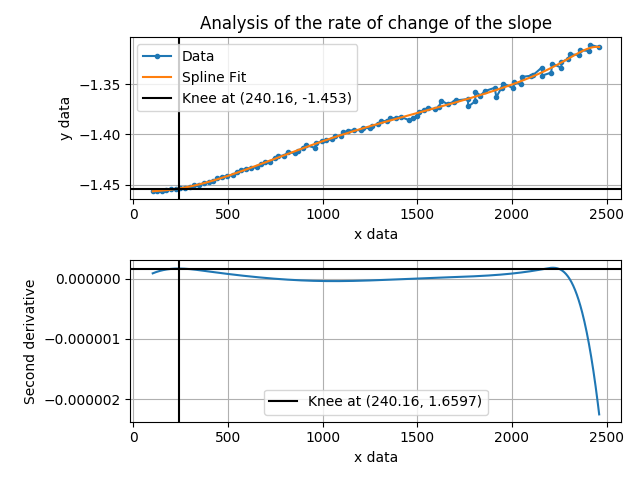 Analysis of the rate of change of the slope
Data
Spline Fit
Knee at (240.16, -1.453)
−1.35
−1.40
−1.45
y data
0 500 1000 1500 2000 2500
x data
0.000000
−0.000001
−0.000002
Second derivative
Knee at (240.16, 1.6597)
0 500 1000 1500 2000 2500
x data